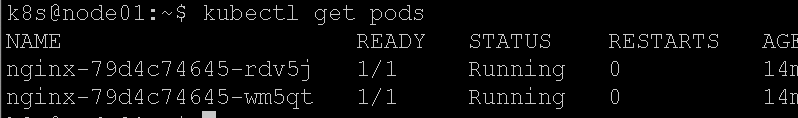 k8s@node01:~$ kubectl get pods
NAME READY STATUS RESTARTS AGE
nginx-79d4c74645-rdv5j 1/1 Running 0 14m
nginx-79d4c74645-wm5qt 1/1 Running 0 14m